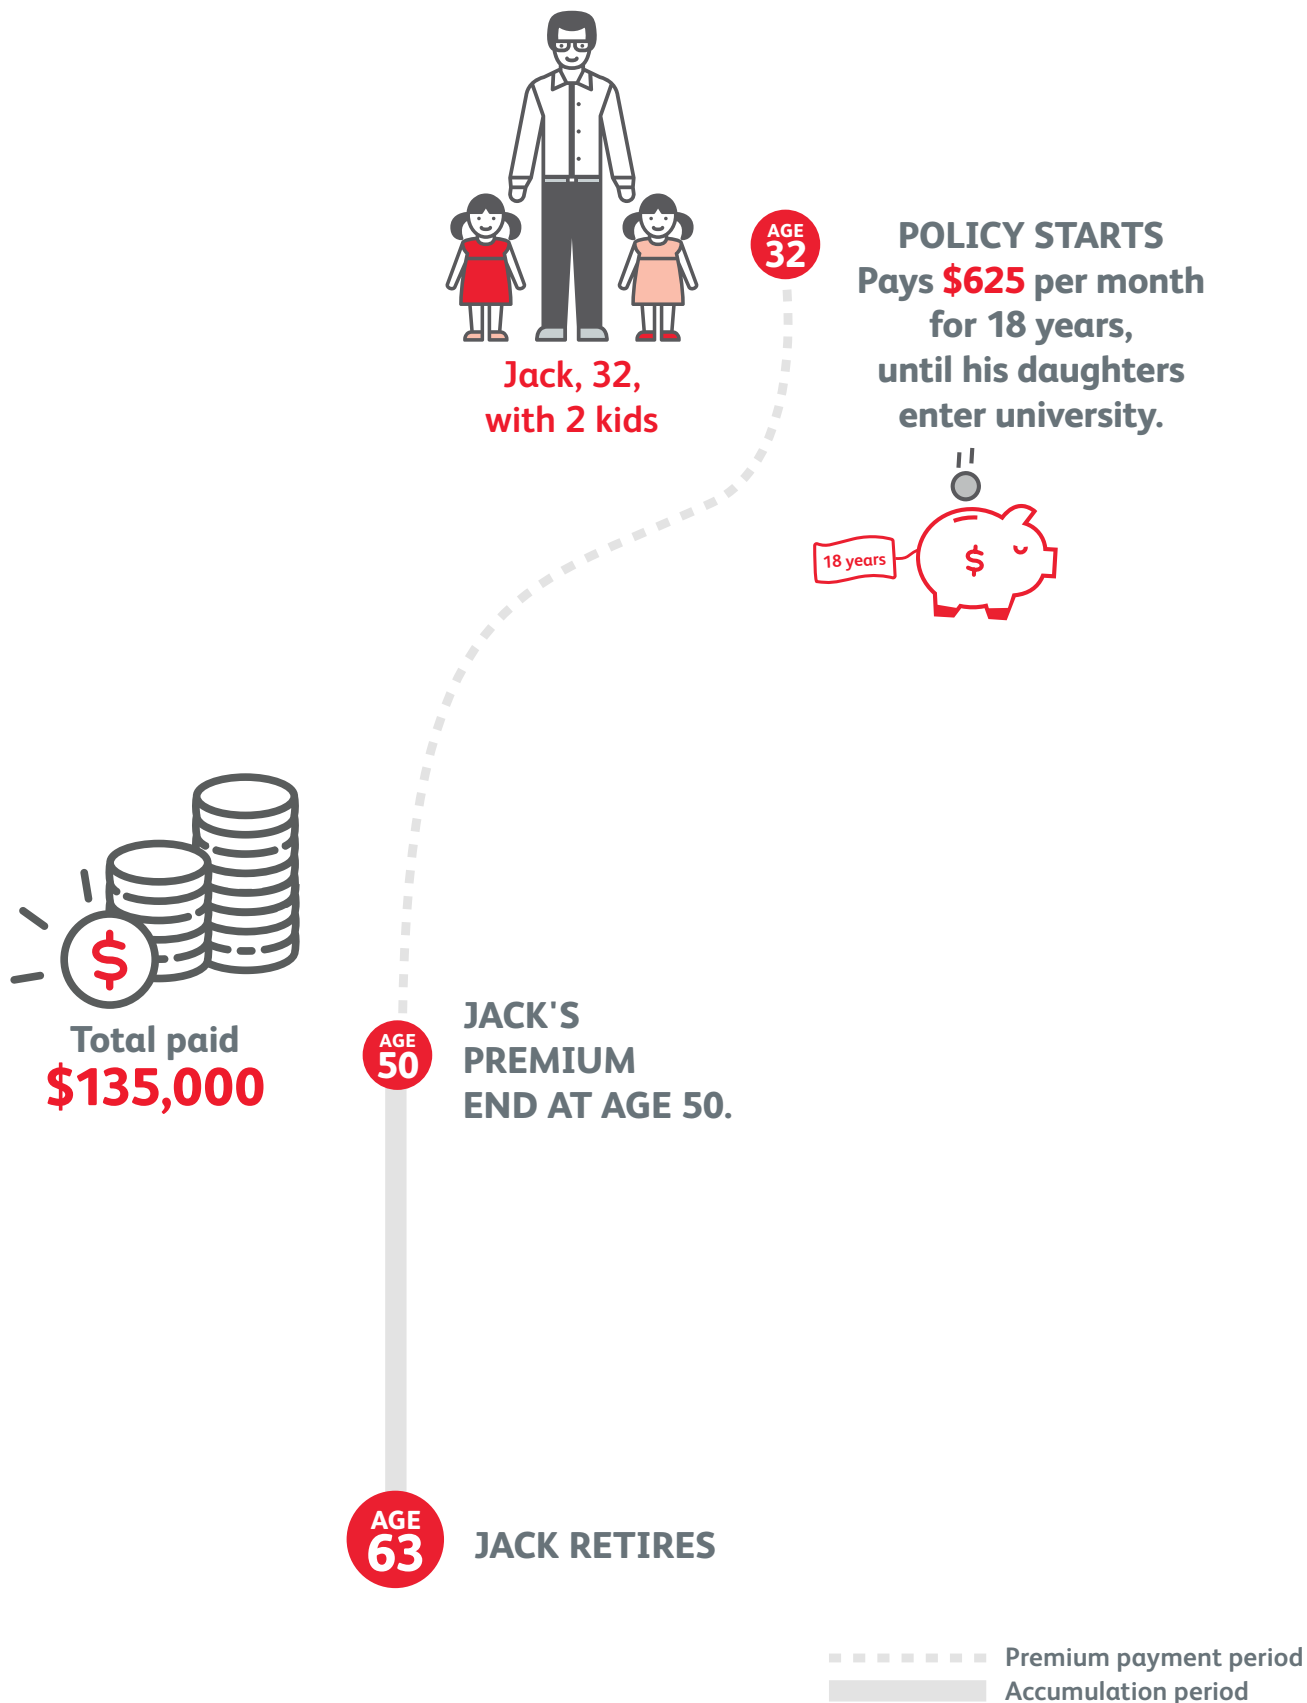 AGE
32
POLICY STARTS
Pays $625 per month
for 18 years,
until his daughters
enter university.
Jack, 32,
with 2 kids
18 years
$
$
Total paid
$135,000
AGE
50
JACK'S
PREMIUM
END AT AGE 50.
AGE
63
JACK RETIRES
Premium payment period
Accumulation period